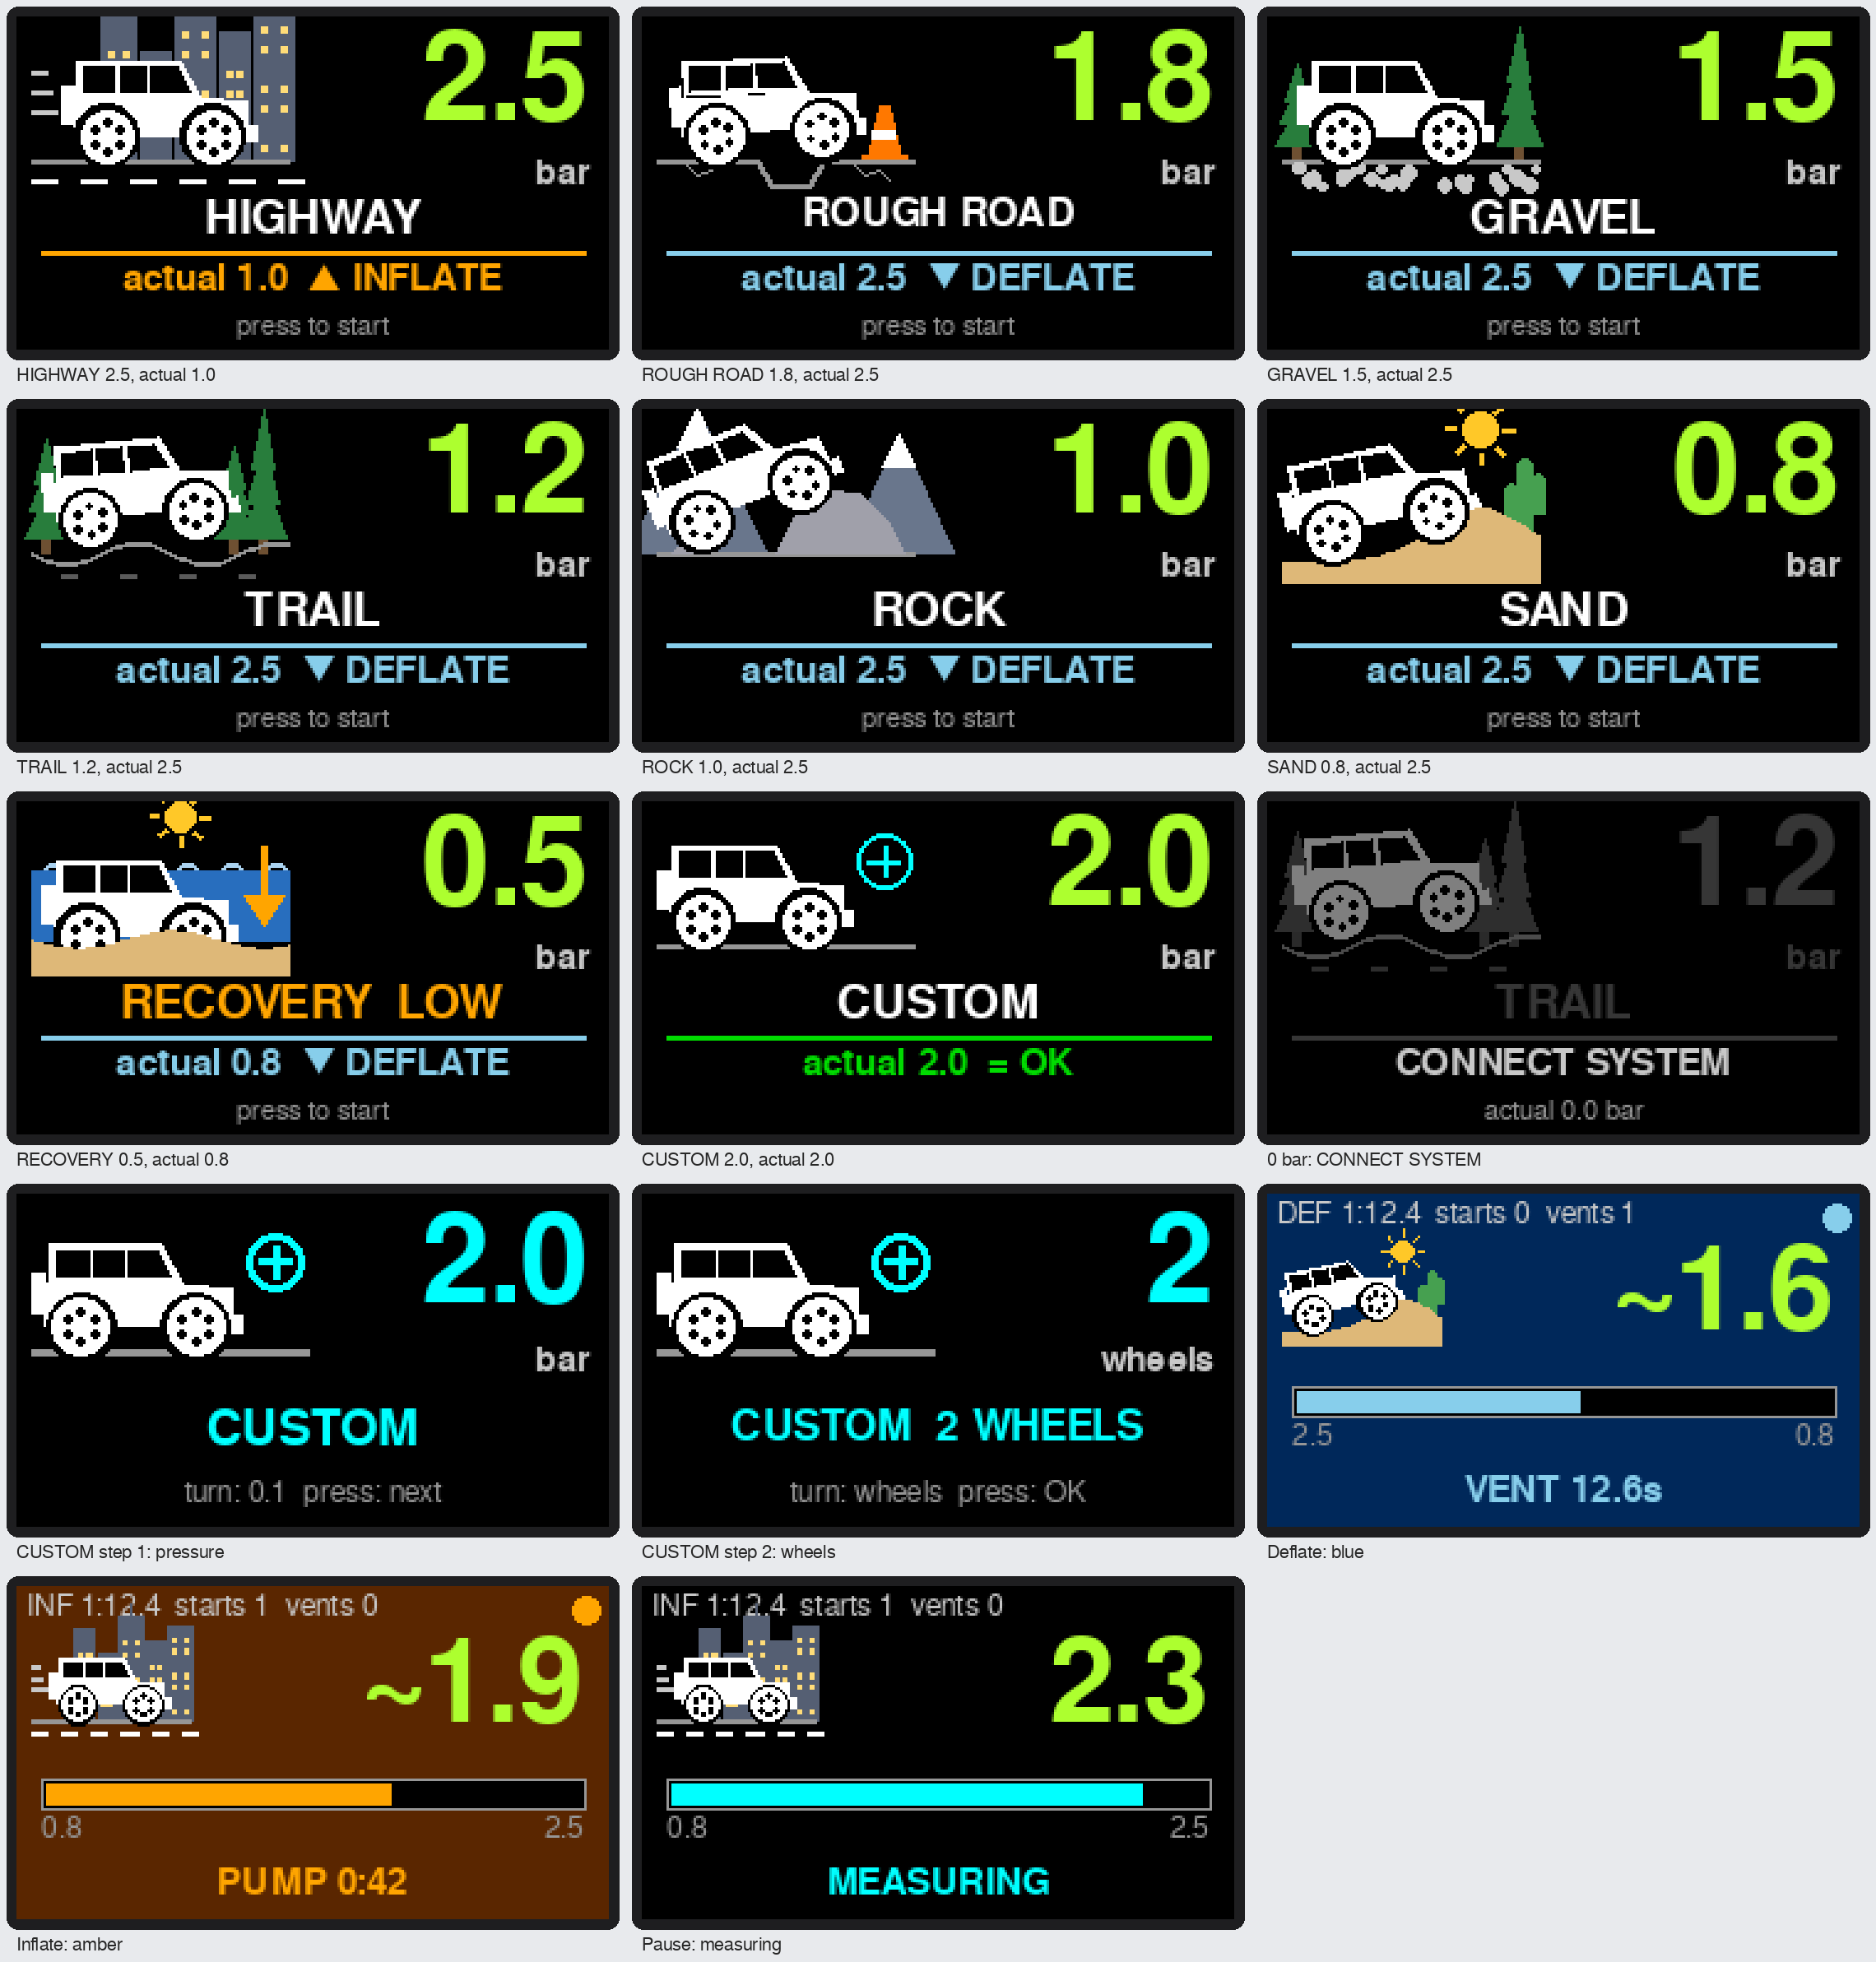 2.5
bar
HIGHWAY
actual 1.0 ▲ INFLATE
press to start
HIGHWAY 2.5, actual 1.0
1.8
bar
ROUGH ROAD
actual 2.5 ▼ DEFLATE
press to start
ROUGH ROAD 1.8, actual 2.5
1.5
bar
GRAVEL
actual 2.5 ▼ DEFLATE
press to start
GRAVEL 1.5, actual 2.5
1.2
bar
TRAIL
actual 2.5 ▼ DEFLATE
press to start
TRAIL 1.2, actual 2.5
1.0
bar
ROCK
actual 2.5 ▼ DEFLATE
press to start
ROCK 1.0, actual 2.5
0.8
bar
SAND
actual 2.5 ▼ DEFLATE
press to start
SAND 0.8, actual 2.5
0.5
bar
RECOVERY LOW
actual 0.8 ▼ DEFLATE
press to start
RECOVERY 0.5, actual 0.8
2.0
bar
CUSTOM
actual 2.0 = OK
CUSTOM 2.0, actual 2.0
1.2
bar
TRAIL
CONNECT SYSTEM
actual 0.0 bar
0 bar: CONNECT SYSTEM
2.0
bar
CUSTOM
turn: 0.1 press: next
CUSTOM step 1: pressure
2
wheels
CUSTOM 2 WHEELS
turn: wheels press: OK
CUSTOM step 2: wheels
DEF 1:12.4 starts 0 vents 1
~1.6
2.5 0.8
VENT 12.6s
Deflate: blue
INF 1:12.4 starts 1 vents 0
~1.9
0.8 2.5
PUMP 0:42
Inflate: amber
INF 1:12.4 starts 1 vents 0
2.3
0.8 2.5
MEASURING
Pause: measuring